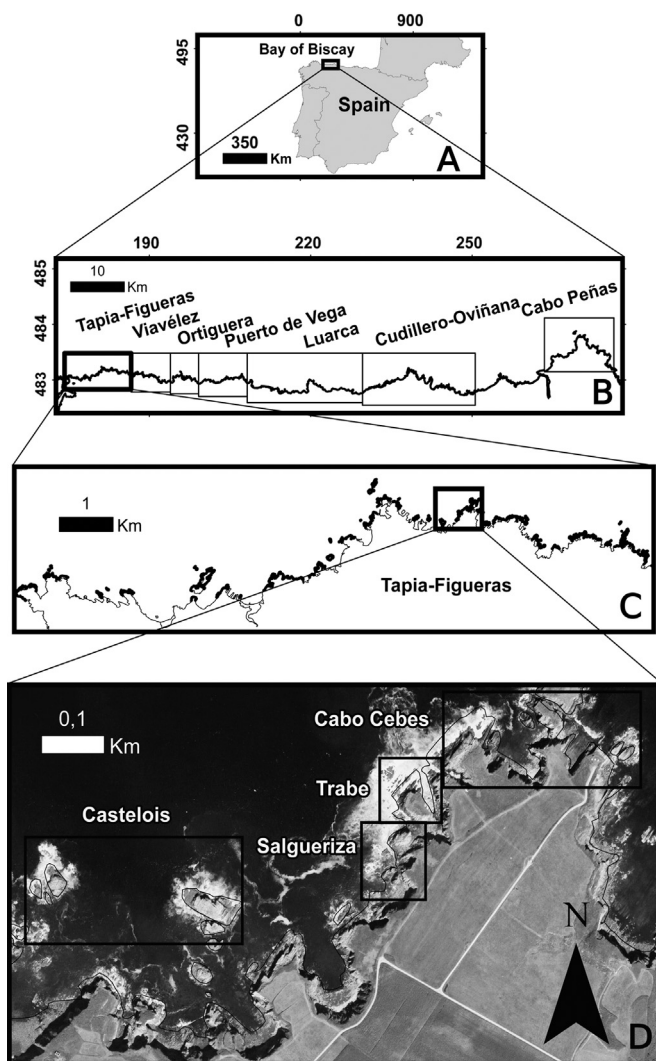 0 900
495
Bay of Biscay
Spain
430
350
Km
A
190 220 250
485
10
Km
484
Tapia-Figueras
Viavélez
Ortiguera
Puerto de Vega
Luarca
Cudillero-Oviñana
Cabo Peñas
483
B
1
Km
Tapia-Figueras
C
0,1
Km
Cabo Cebes
Trabe
Castelois
Salgueriza
N
D